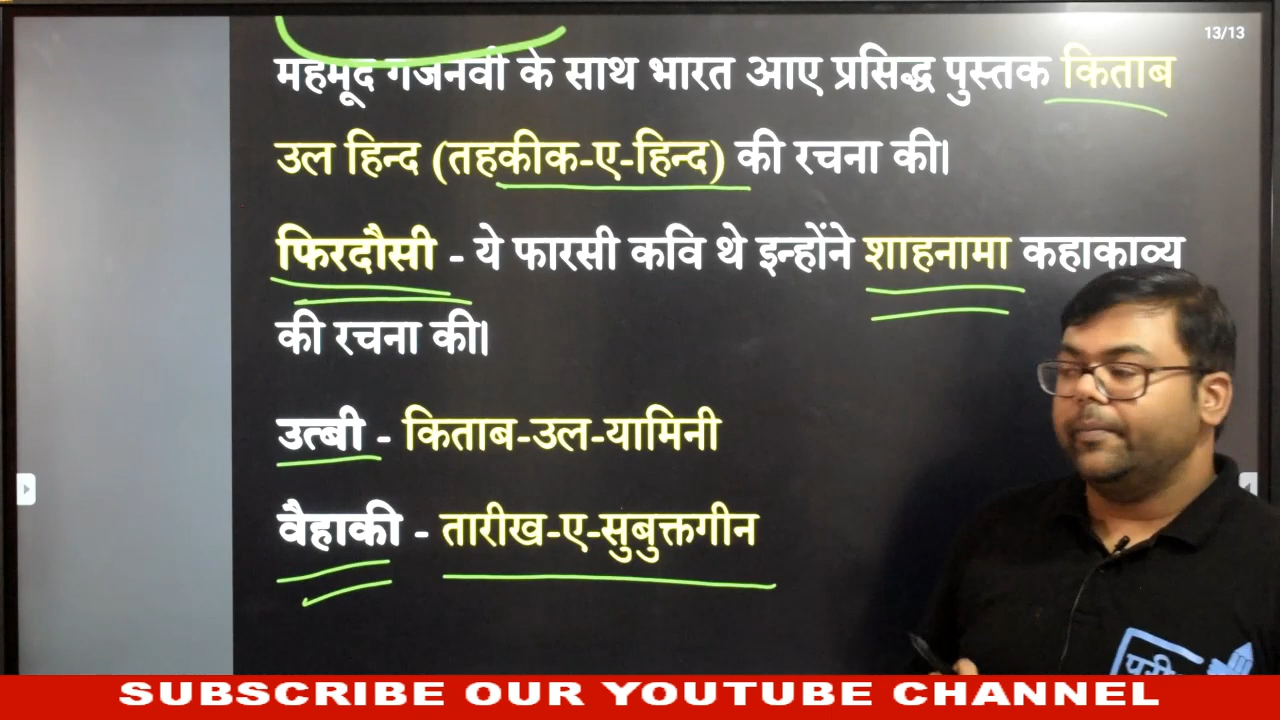 13/13
महमूद गजनवी के साथ भारत आए प्रसिद्ध पुस्तक किताब
उल हिन्द (तहकीक-ए-हिन्द) की रचना की।
फिरदौसी - ये फारसी कवि थे इन्होंने शाहनामा कहाकाव्य
की रचना की।
उत्बी - किताब-उल-यामिनी
वैहाकी - तारीख-ए-सुबुक्तगीन
SUBSCRIBE OUR YOUTUBE CHANNEL